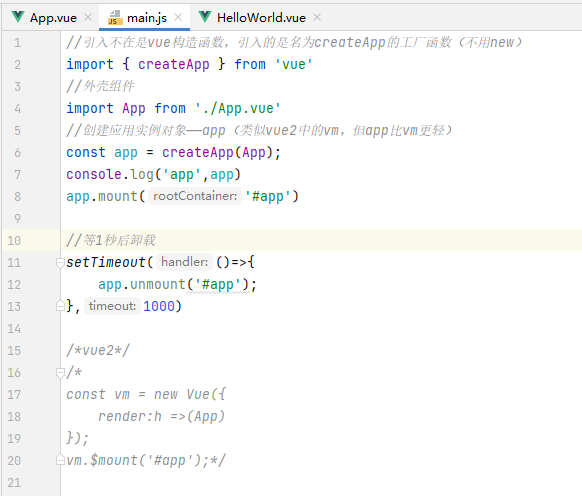 App.vue main.js HelloWorld.vue
1 //引入不在是vue构造函数，引入的是名为createApp的工厂函数（不用new）
2 import { createApp } from 'vue'
3 //外壳组件
4 import App from './App.vue'
5 //创建应用实例对象——app（类似vue2中的vm，但app比vm更轻）
6 const app = createApp(App);
7 console.log('app',app)
8 app.mount( rootContainer: '#app')
9
10 //等1秒后卸载
11 setTimeout( handler: ()=>{
12     app.unmount('#app');
13 }, timeout: 1000)
14
15 /*vue2*/
16 /*
17 const vm = new Vue({
18     render:h =>(App)
19 });
20 vm.$mount('#app');*/
21